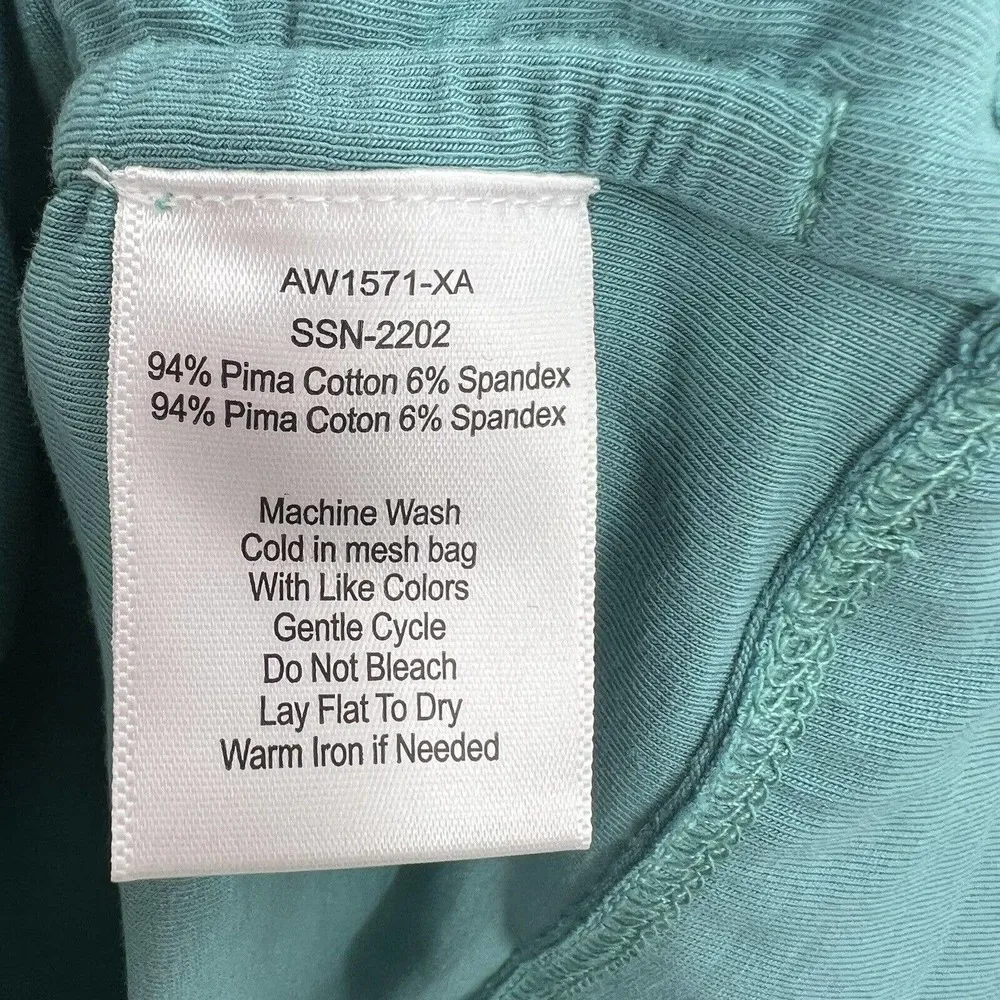 AW1571-XA
SSN-2202
94% Pima Cotton 6% Spandex
94% Pima Coton 6% Spandex
Machine Wash
Cold in mesh bag
With Like Colors
Gentle Cycle
Do Not Bleach
Lay Flat To Dry
Warm Iron if Needed